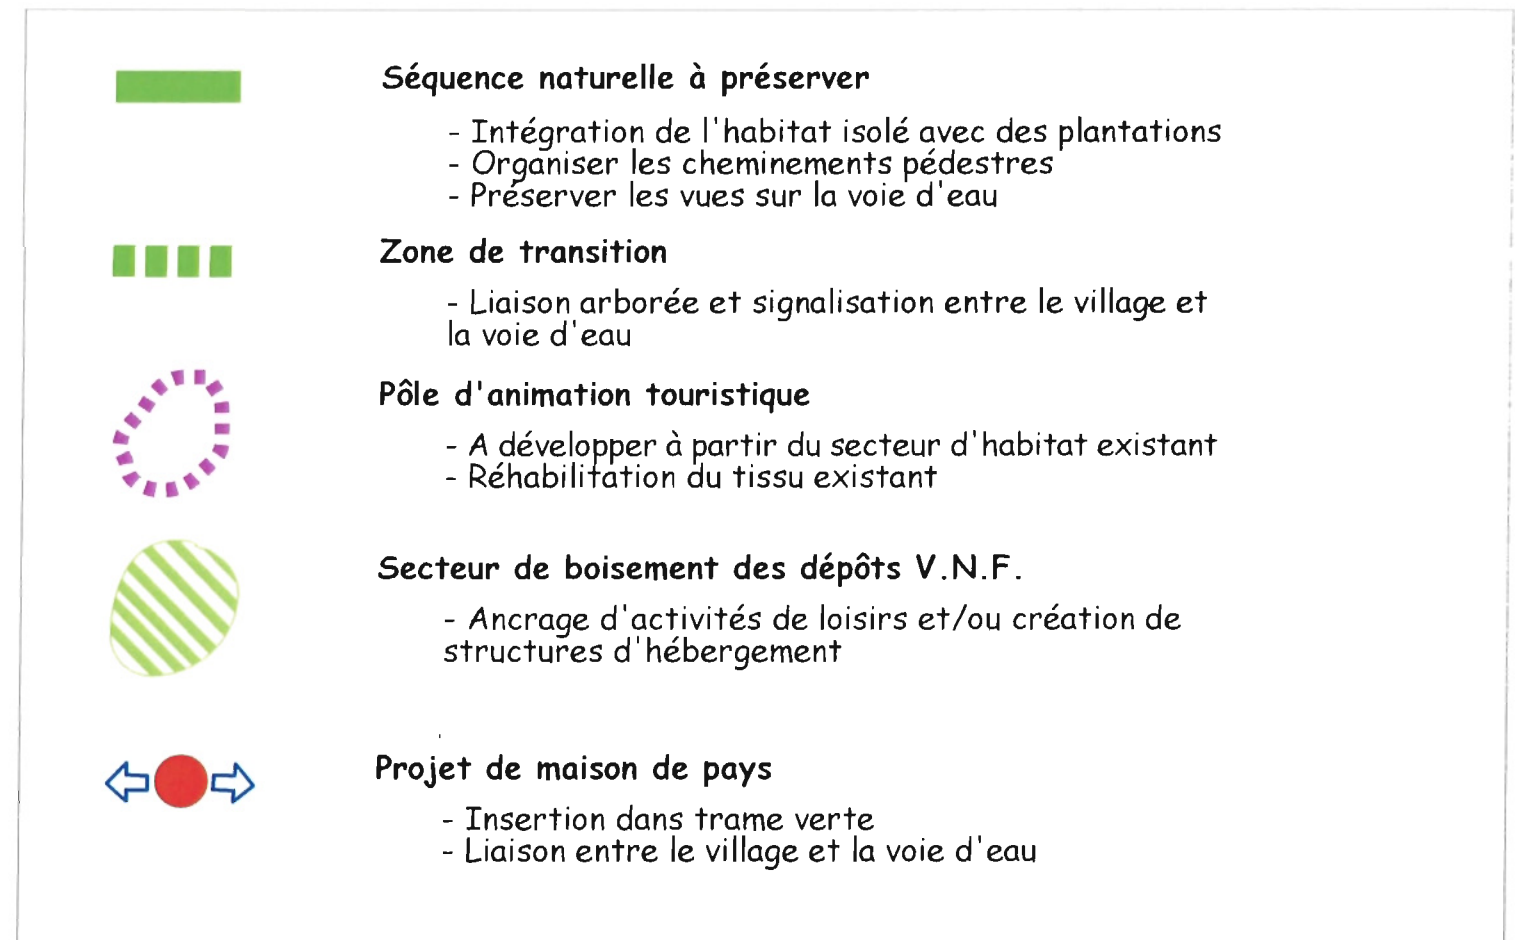 Séquence naturelle à préserver
- Intégration de l'habitat isolé avec des plantations
- Organiser les cheminements pédestres
- Préserver les vues sur la voie d'eau
Zone de transition
- Liaison arborée et signalisation entre le village et
la voie d'eau
Pôle d'animation touristique
- A développer à partir du secteur d'habitat existant
- Réhabilitation du tissu existant
Secteur de boisement des dépôts V.N.F.
- Ancrage d'activités de loisirs et/ou création de
structures d'hébergement
Projet de maison de pays
- Insertion dans trame verte
- Liaison entre le village et la voie d'eau